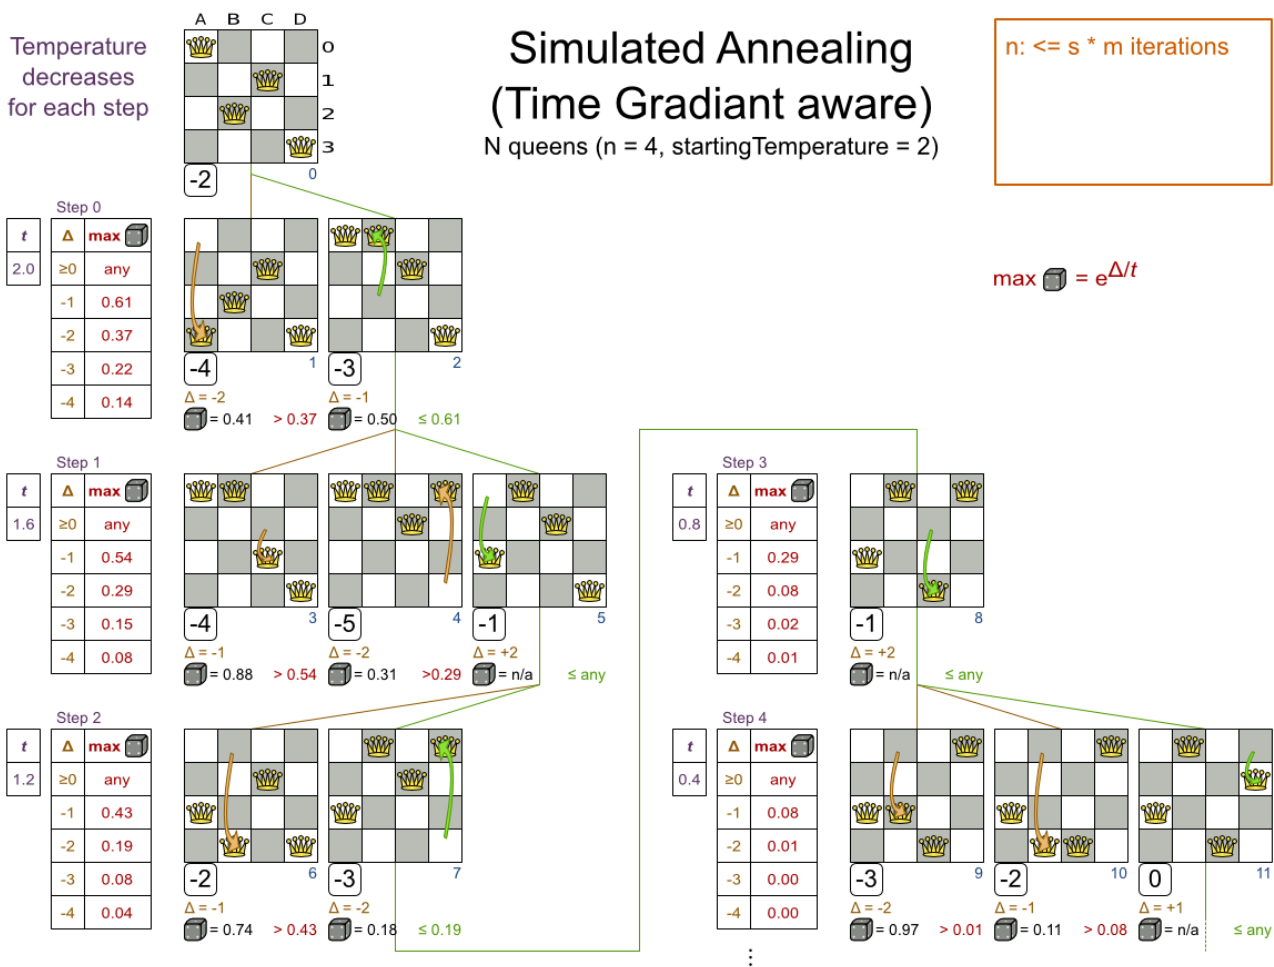 Temperature
decreases
for each step
A B C D
0
1
2
3
-2
0
Simulated Annealing
(Time Gradiant aware)
N queens (n = 4, startingTemperature = 2)
n: <= s * m iterations
max = e^Δ/t
Step 0
t
2.0
Δ max
≥0 any
-1 0.61
-2 0.37
-3 0.22
-4 0.14
-4
1
Δ = -2
= 0.41 > 0.37
-3
2
Δ = -1
= 0.50 ≤ 0.61
Step 1
t
1.6
Δ max
≥0 any
-1 0.54
-2 0.29
-3 0.15
-4 0.08
-4
3
Δ = -1
= 0.88 > 0.54
-5
4
Δ = -2
= 0.31 >0.29
-1
5
Δ = +2
= n/a ≤ any
Step 2
t
1.2
Δ max
≥0 any
-1 0.43
-2 0.19
-3 0.08
-4 0.04
-2
6
Δ = -1
= 0.74 > 0.43
-3
7
Δ = -2
= 0.18 ≤ 0.19
Step 3
t
0.8
Δ max
≥0 any
-1 0.29
-2 0.08
-3 0.02
-4 0.01
-1
8
Δ = +2
= n/a ≤ any
Step 4
t
0.4
Δ max
≥0 any
-1 0.08
-2 0.01
-3 0.00
-4 0.00
-3
9
Δ = -2
= 0.97 > 0.01
-2
10
Δ = -1
= 0.11 > 0.08
0
11
Δ = +1
= n/a ≤ any
⋮